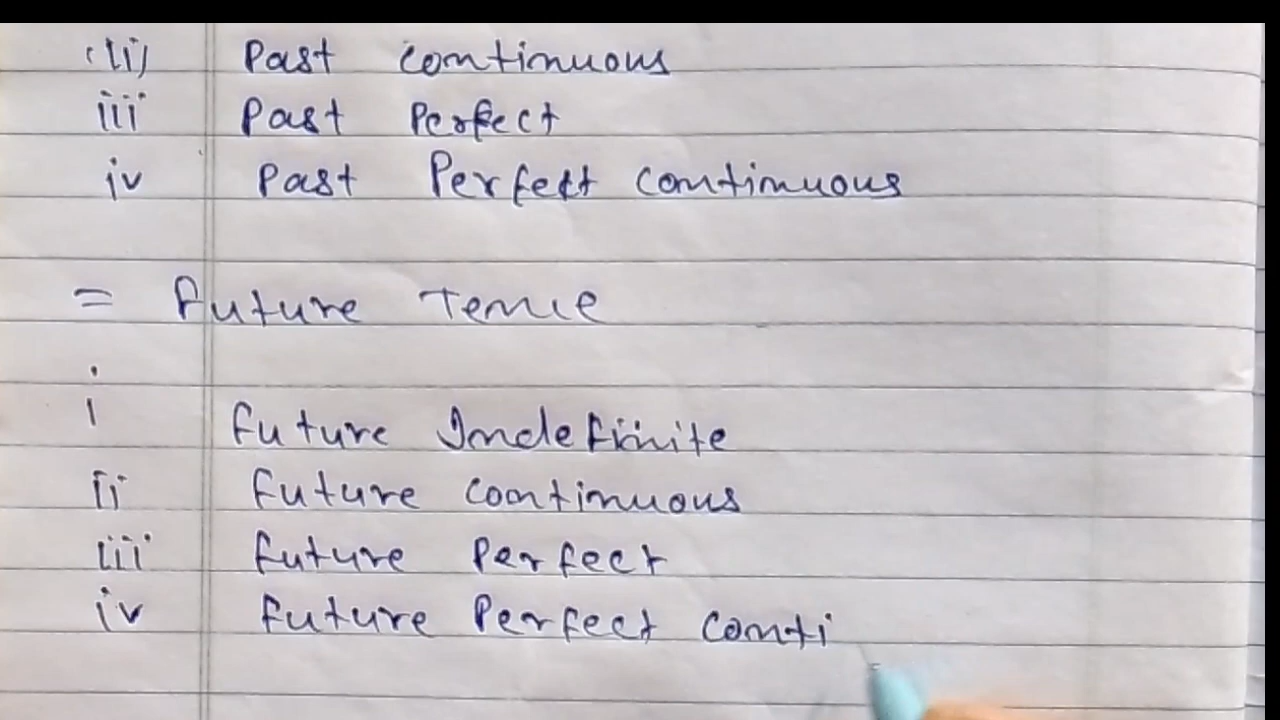 (ii) Past continuous
iii Past Perfect
iv Past Perfect continuous
= Future Tense
i Future Indefinite
ii Future continuous
iii Future Perfect
iv Future Perfect conti